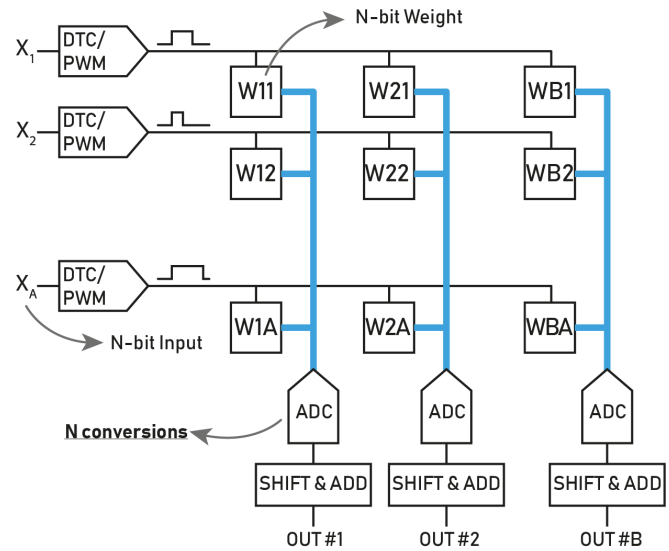 N-bit Weight
X1 DTC/
PWM
W11 W21 WB1
X2 DTC/
PWM
W12 W22 WB2
XA DTC/
PWM
N-bit Input
W1A W2A WBA
ADC ADC ADC
N conversions
SHIFT & ADD SHIFT & ADD SHIFT & ADD
OUT #1 OUT #2 OUT #B